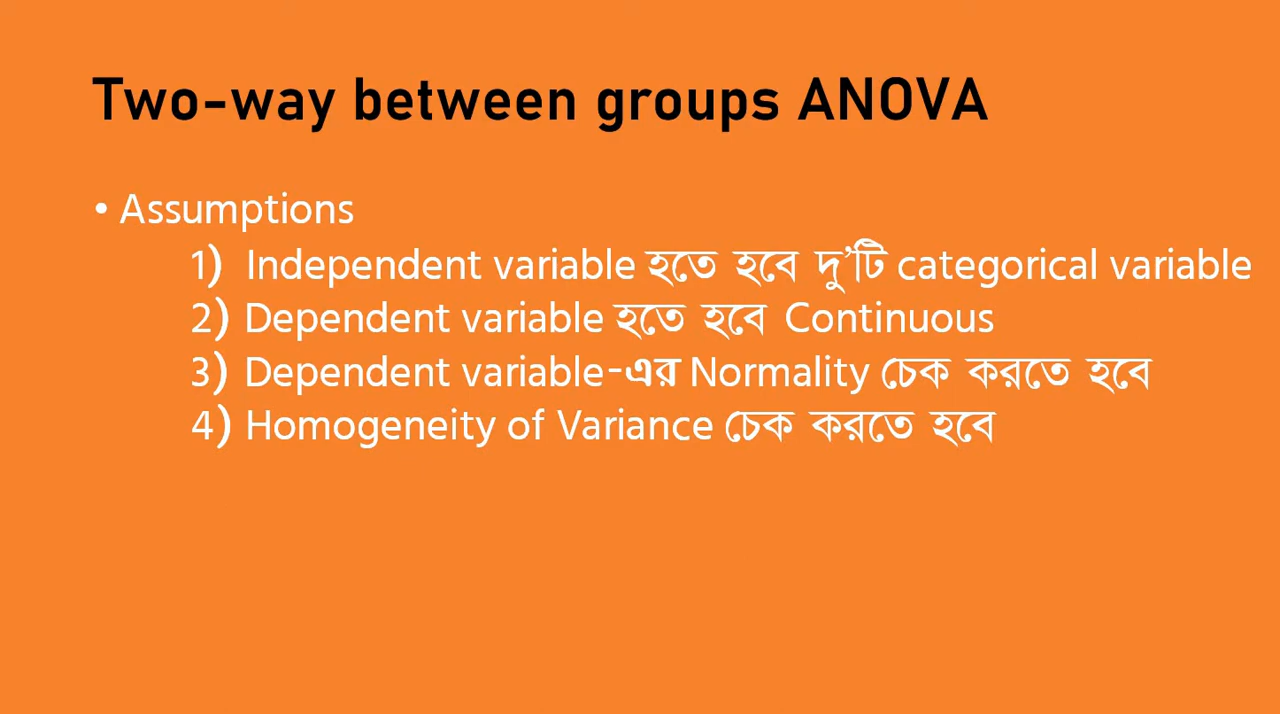 Two-way between groups ANOVA
• Assumptions
1) Independent variable হতে হবে দু’টি categorical variable
2) Dependent variable হতে হবে Continuous
3) Dependent variable-এর Normality চেক করতে হবে
4) Homogeneity of Variance চেক করতে হবে